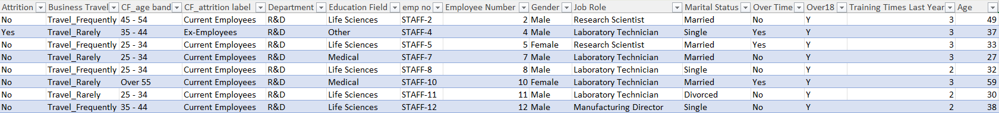 Attrition Business Travel CF_age band CF_attrition label Department Education Field emp no Employee Number Gender Job Role Marital Status Over Time Over18 Training Times Last Year Age
No Travel_Frequently 45 - 54 Current Employees R&D Life Sciences STAFF-2 2 Male Research Scientist Married No Y 3 49
Yes Travel_Rarely 35 - 44 Ex-Employees R&D Other STAFF-4 4 Male Laboratory Technician Single Yes Y 3 37
No Travel_Frequently 25 - 34 Current Employees R&D Life Sciences STAFF-5 5 Female Research Scientist Married Yes Y 3 33
No Travel_Rarely 25 - 34 Current Employees R&D Medical STAFF-7 7 Male Laboratory Technician Married No Y 3 27
No Travel_Frequently 25 - 34 Current Employees R&D Life Sciences STAFF-8 8 Male Laboratory Technician Single No Y 2 32
No Travel_Rarely Over 55 Current Employees R&D Medical STAFF-10 10 Female Laboratory Technician Married Yes Y 3 59
No Travel_Rarely 25 - 34 Current Employees R&D Life Sciences STAFF-11 11 Male Laboratory Technician Divorced No Y 2 30
No Travel_Frequently 35 - 44 Current Employees R&D Life Sciences STAFF-12 12 Male Manufacturing Director Single No Y 2 38